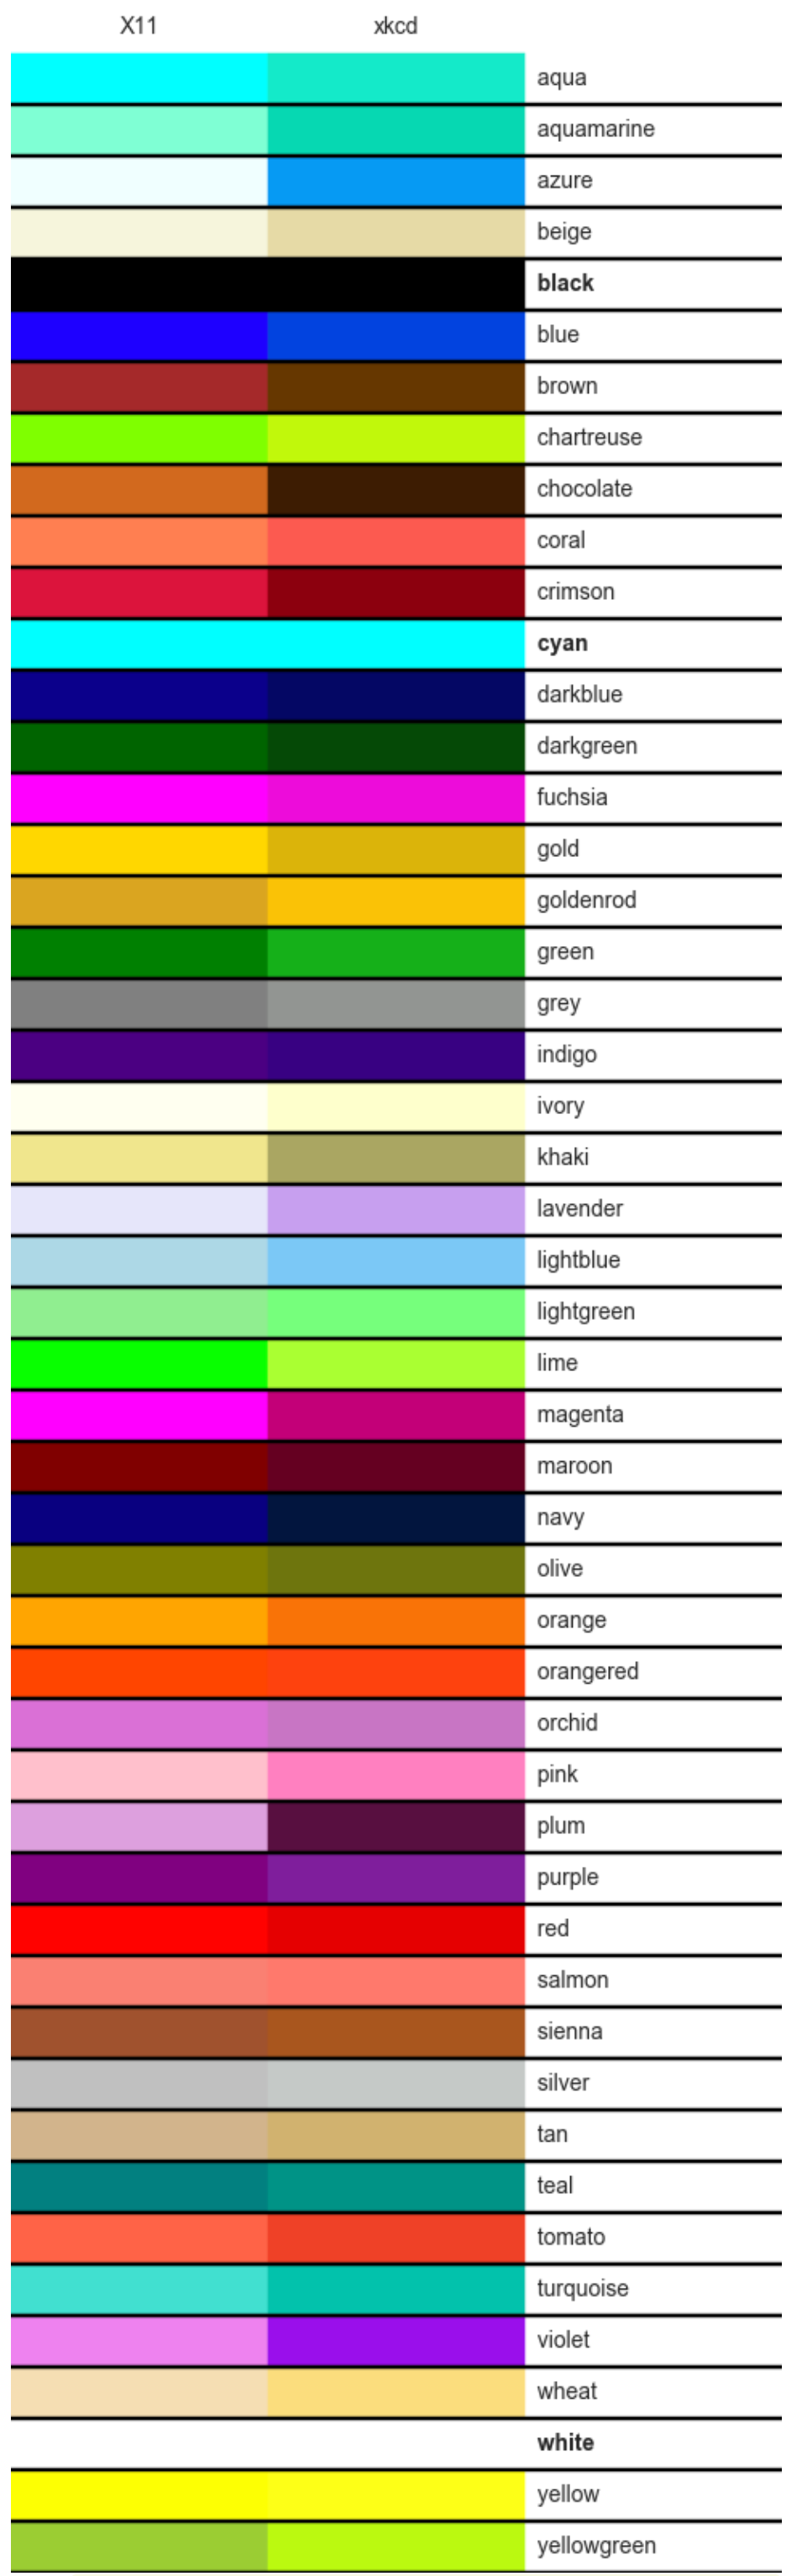 X11 xkcd
aqua
aquamarine
azure
beige
black
blue
brown
chartreuse
chocolate
coral
crimson
cyan
darkblue
darkgreen
fuchsia
gold
goldenrod
green
grey
indigo
ivory
khaki
lavender
lightblue
lightgreen
lime
magenta
maroon
navy
olive
orange
orangered
orchid
pink
plum
purple
red
salmon
sienna
silver
tan
teal
tomato
turquoise
violet
wheat
white
yellow
yellowgreen